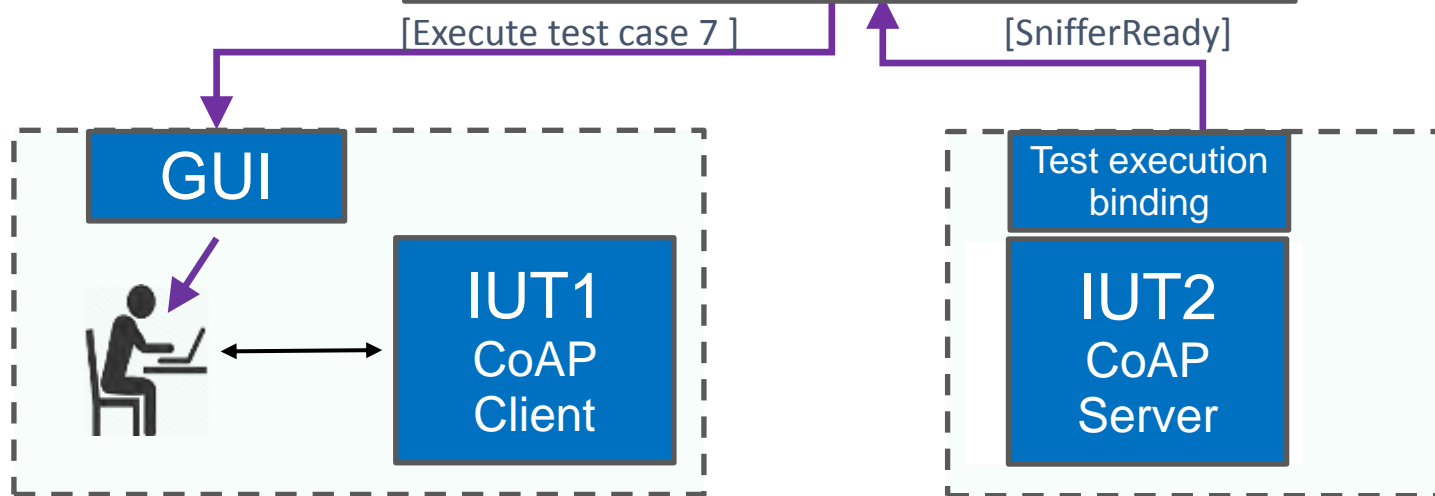 [Execute test case 7 ]
[SnifferReady]
GUI
IUT1
CoAP
Client
Test execution
binding
IUT2
CoAP
Server